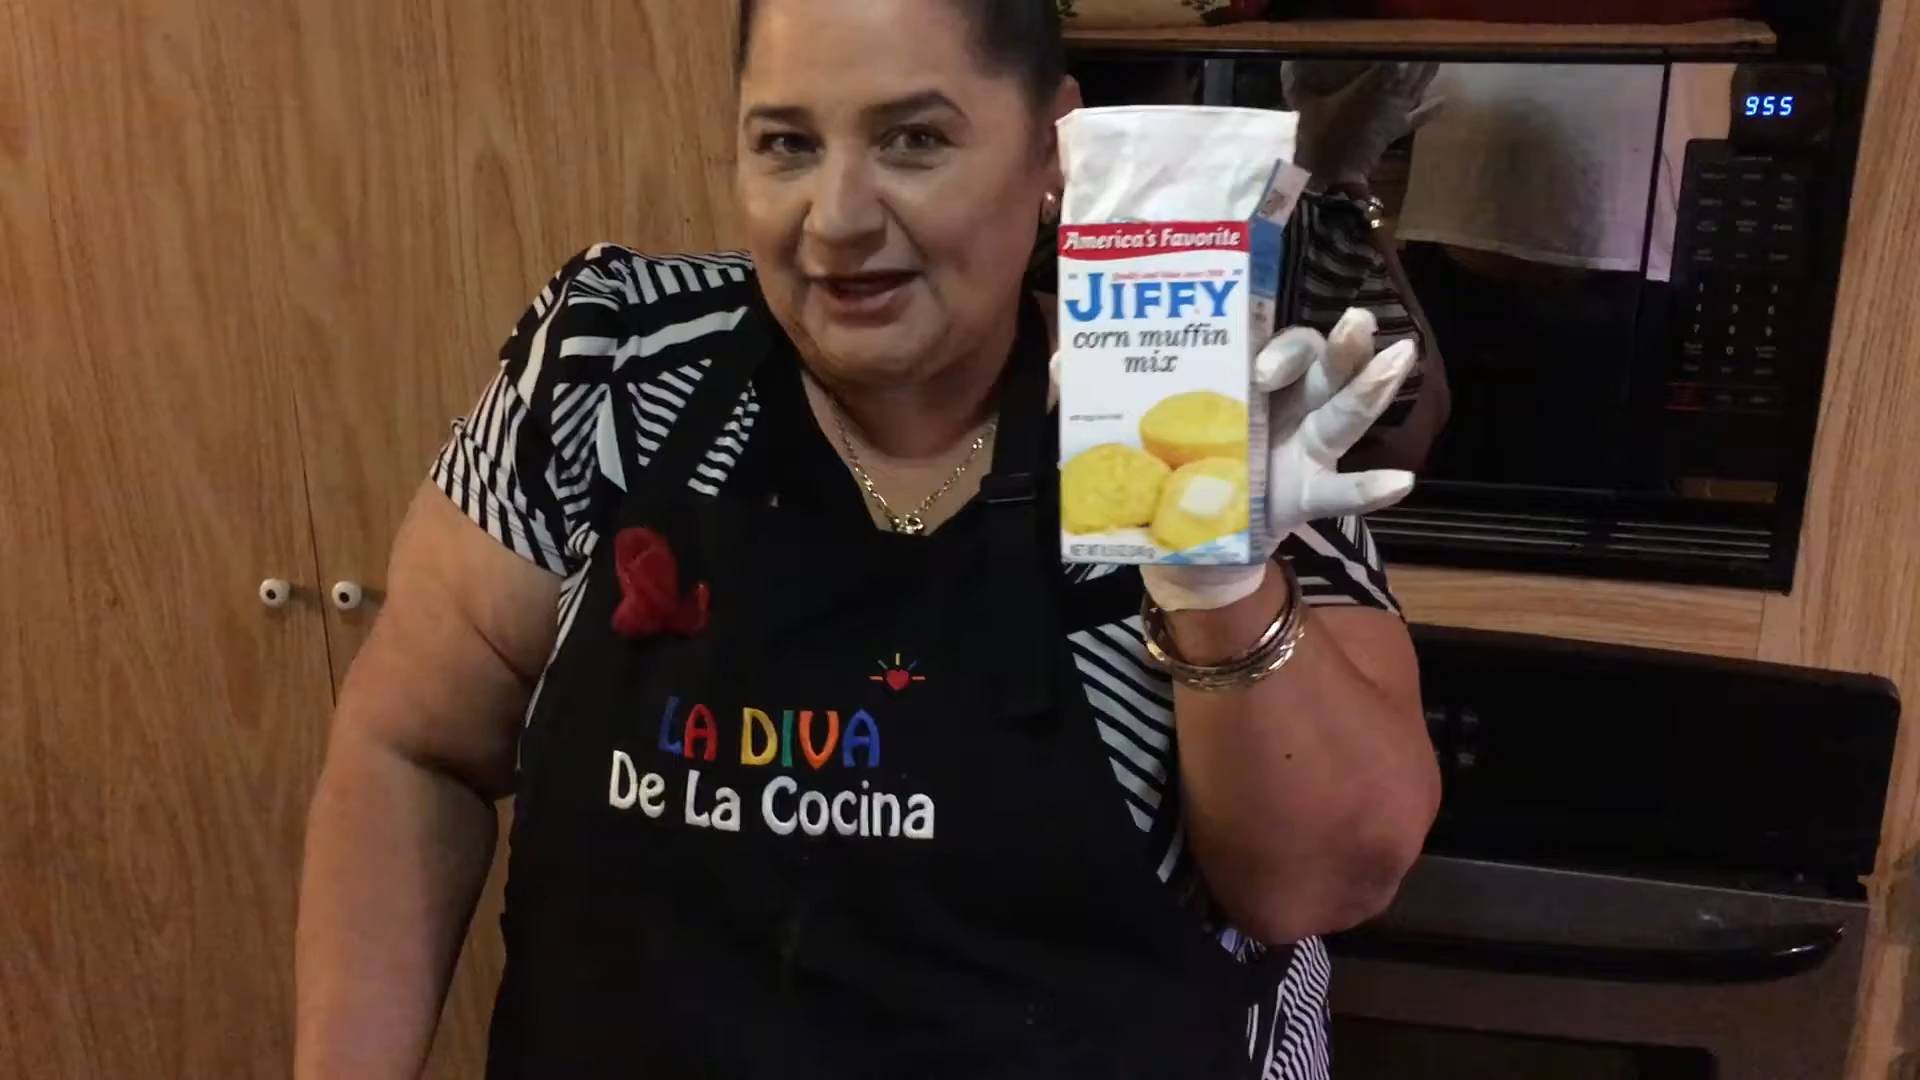 955
America's Favorite
"JIFFY"
corn muffin
mix
LA DIVA
De La Cocina